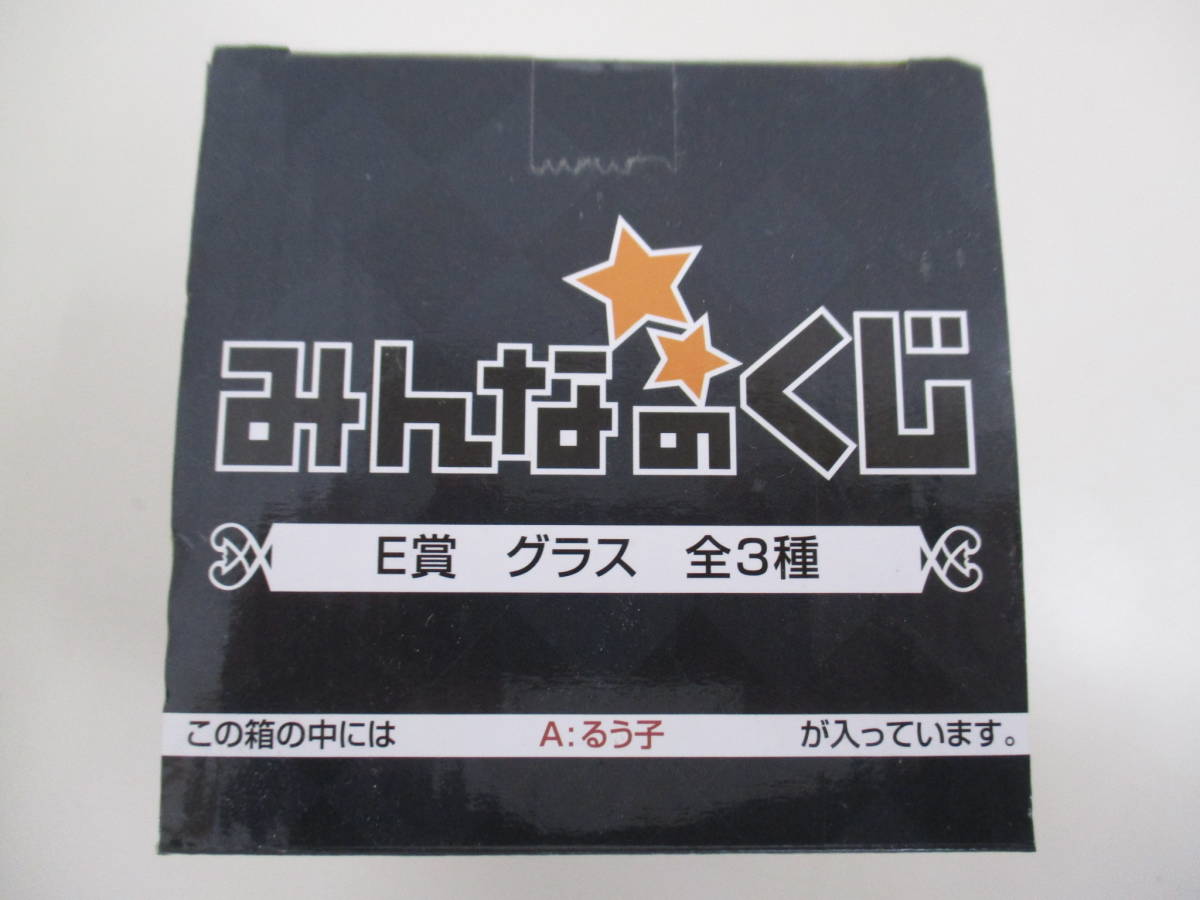 みんなのくじ
E賞　グラス　全3種
この箱の中には　A:るう子　が入っています。